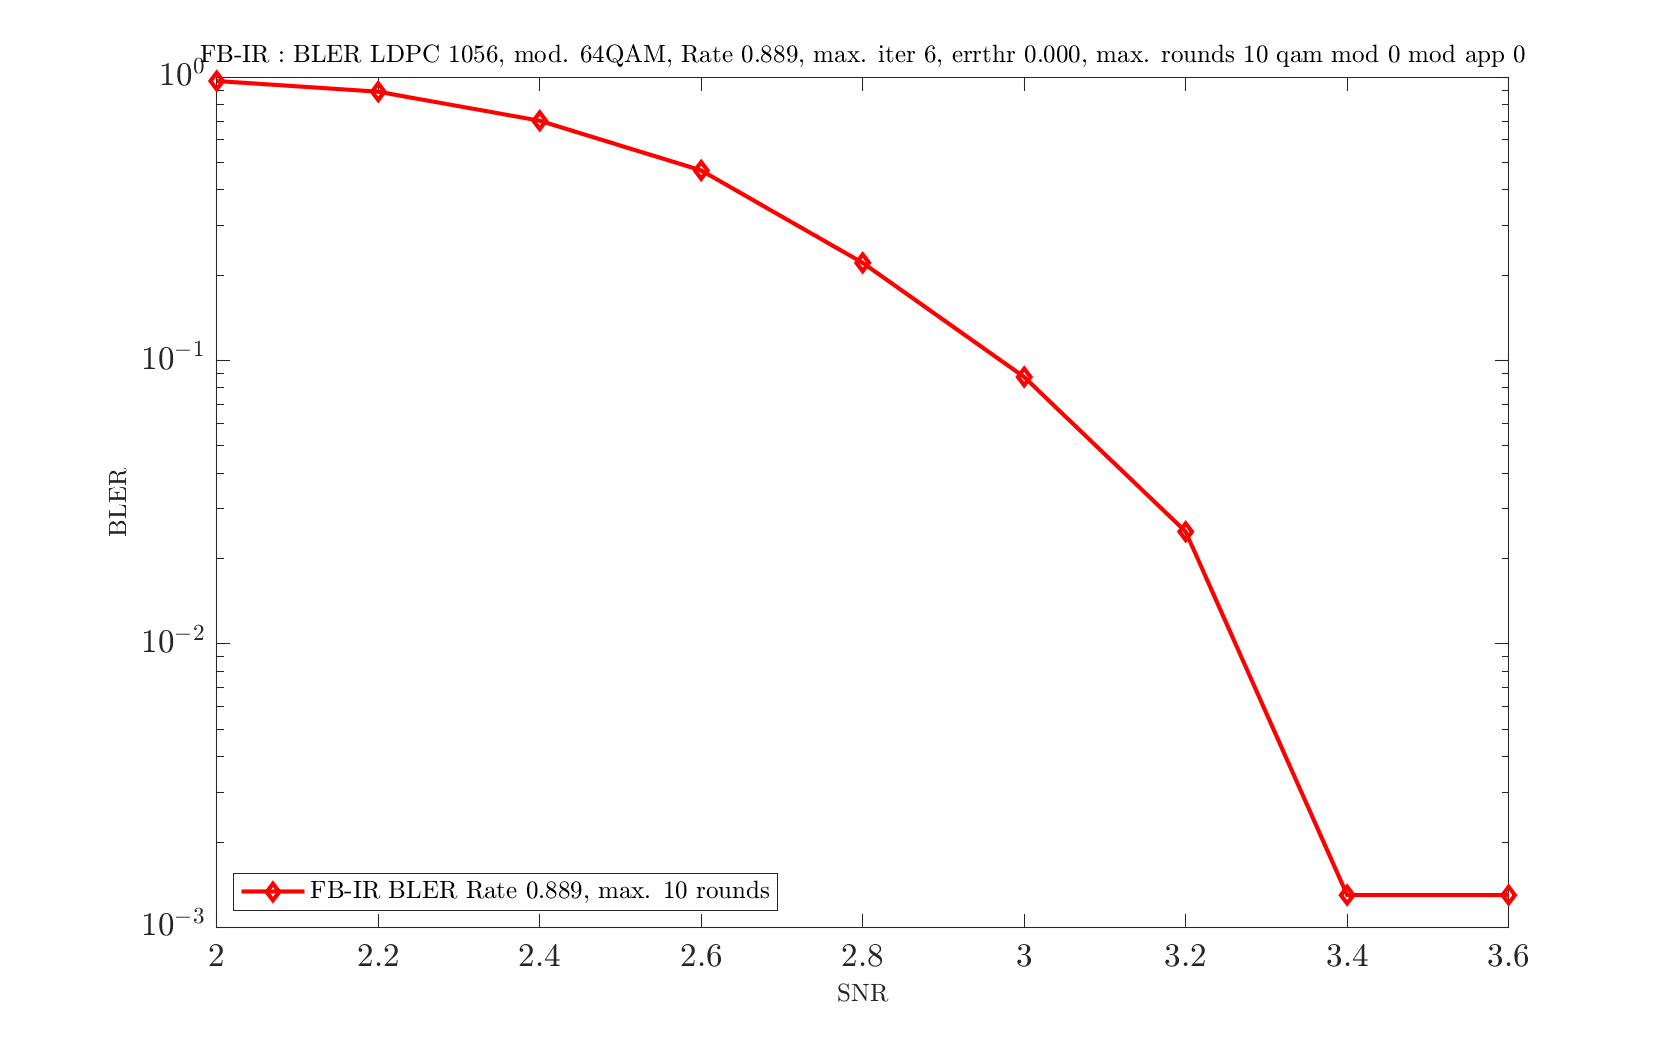 FB-IR : BLER LDPC 1056, mod. 64QAM, Rate 0.889, max. iter 6, errthr 0.000, max. rounds 10 qam mod 0 mod app 0
10^0
10^-1
10^-2
10^-3
BLER
FB-IR BLER Rate 0.889, max. 10 rounds
2 2.2 2.4 2.6 2.8 3 3.2 3.4 3.6
SNR